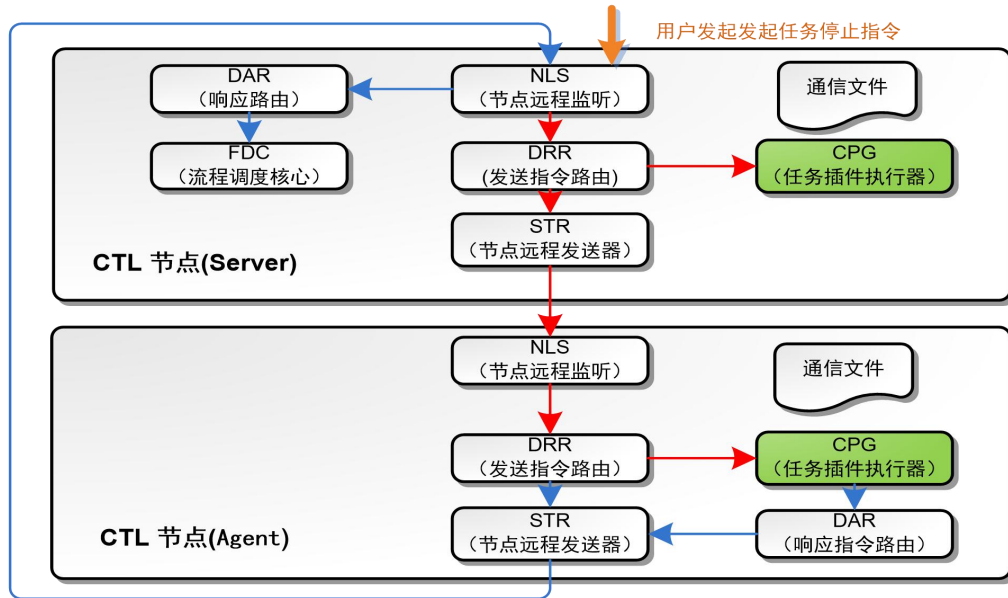 用户发起发起任务停止指令
DAR
（响应路由）
NLS
（节点远程监听）
通信文件
FDC
（流程调度核心）
DRR
(发送指令路由)
CPG
（任务插件执行器）
STR
（节点远程发送器）
CTL 节点(Server)
NLS
（节点远程监听）
通信文件
DRR
（发送指令路由）
CPG
（任务插件执行器）
CTL 节点(Agent)
STR
（节点远程发送器）
DAR
（响应指令路由）